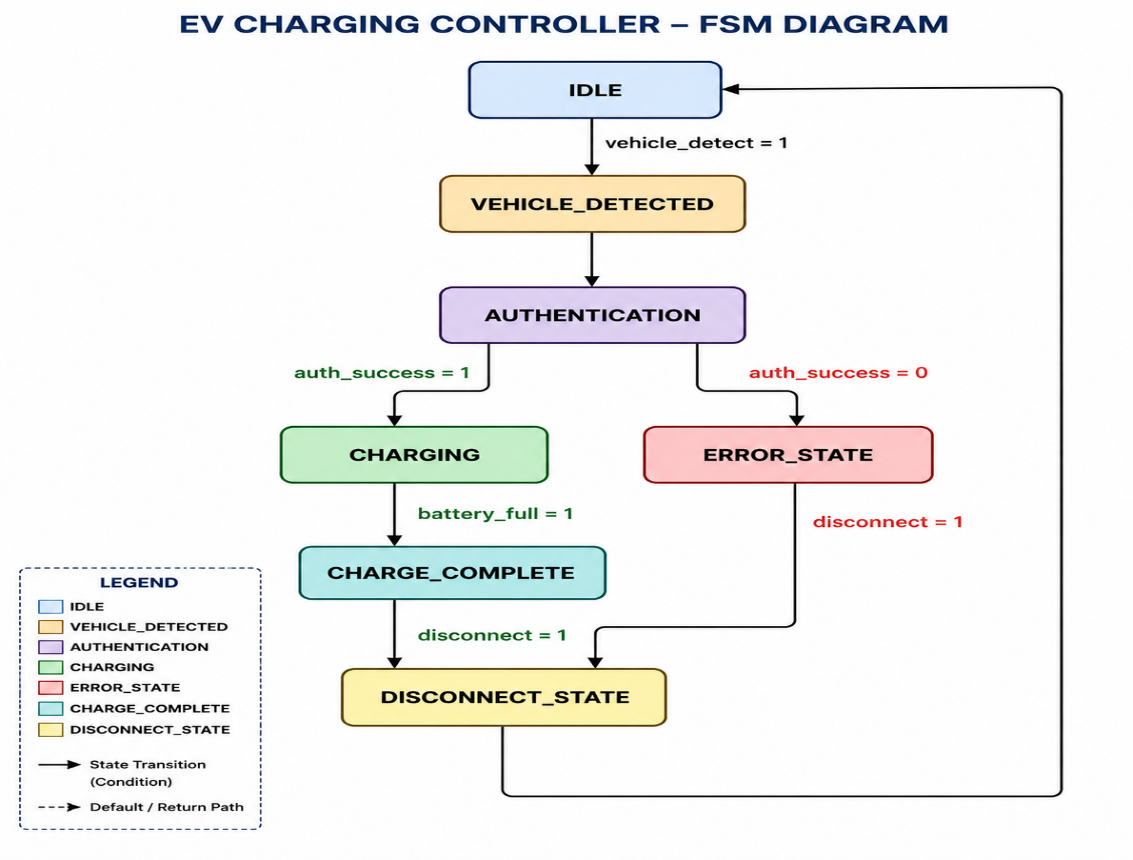 EV CHARGING CONTROLLER – FSM DIAGRAM
IDLE
vehicle_detect = 1
VEHICLE_DETECTED
AUTHENTICATION
auth_success = 1
auth_success = 0
CHARGING
ERROR_STATE
battery_full = 1
disconnect = 1
CHARGE_COMPLETE
disconnect = 1
DISCONNECT_STATE
LEGEND
IDLE
VEHICLE_DETECTED
AUTHENTICATION
CHARGING
ERROR_STATE
CHARGE_COMPLETE
DISCONNECT_STATE
State Transition
(Condition)
Default / Return Path